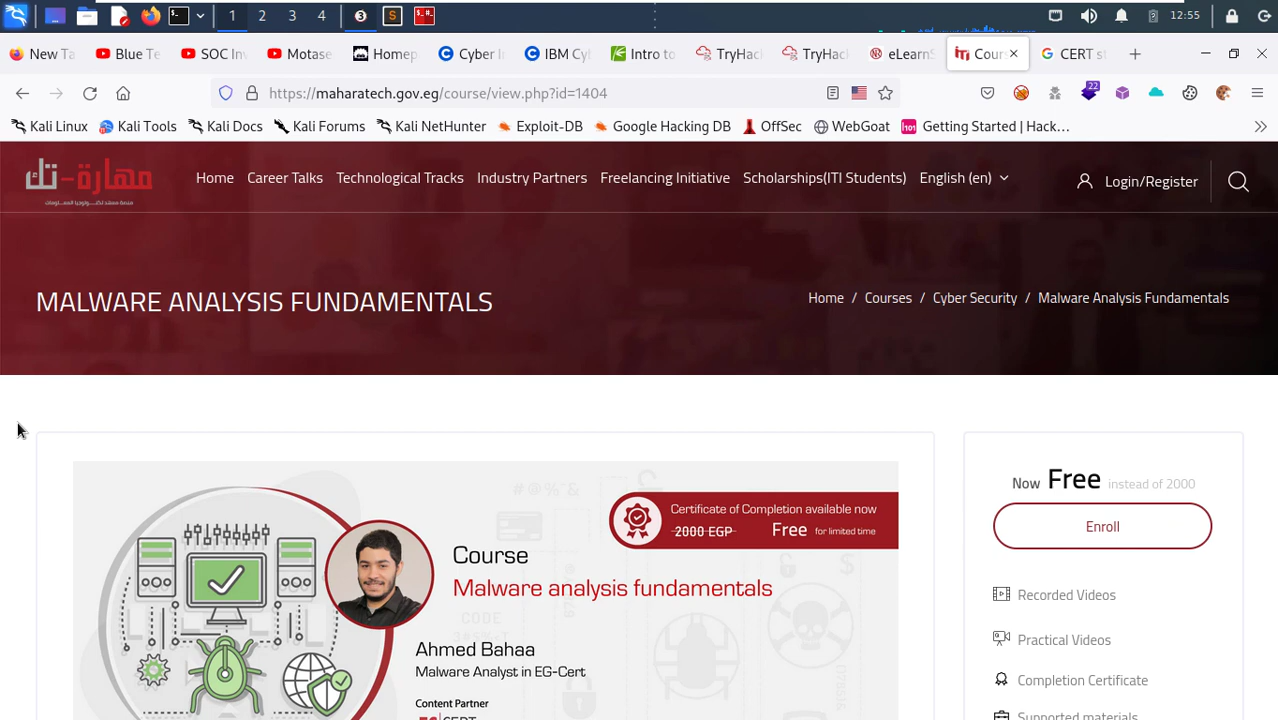 1 2 3 4 12:55
New Ta Blue Te SOC Inv Motase Homep Cyber I IBM Cy Intro to TryHac TryHac eLearnS Cours CERT s
https://maharatech.gov.eg/course/view.php?id=1404
22
Kali Linux Kali Tools Kali Docs Kali Forums Kali NetHunter Exploit-DB Google Hacking DB OffSec WebGoat Getting Started | Hack…
مهارة-تك
Home Career Talks Technological Tracks Industry Partners Freelancing Initiative Scholarships(ITI Students) English (en) Login/Register
MALWARE ANALYSIS FUNDAMENTALS
Home / Courses / Cyber Security / Malware Analysis Fundamentals
Certificate of Completion available now
2000 EGP Free for limited time
Course
Malware analysis fundamentals
Ahmed Bahaa
Malware Analyst in EG-Cert
Content Partner
Now Free instead of 2000
Enroll
Recorded Videos
Practical Videos
Completion Certificate
Supported materials